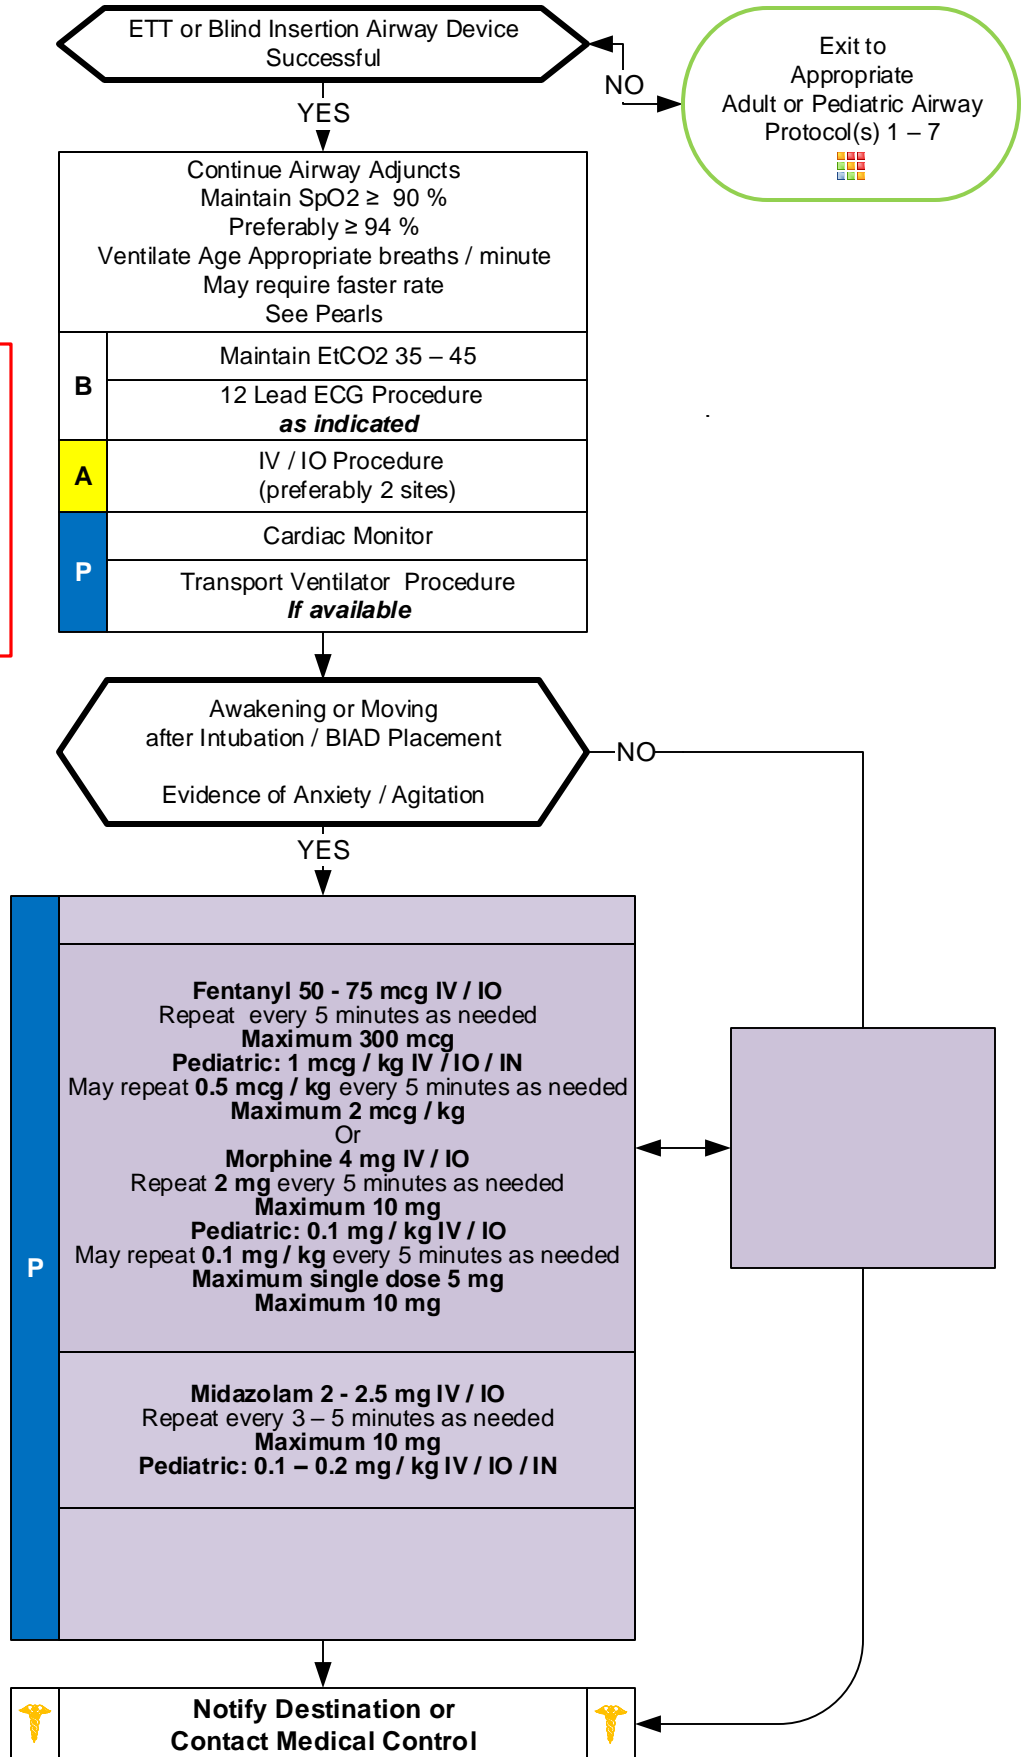 ETT or Blind Insertion Airway Device
Successful
NO
Exit to
Appropriate
Adult or Pediatric Airway
Protocol(s) 1 – 7
YES
Continue Airway Adjuncts
Maintain SpO2 ≥ 90 %
Preferably ≥ 94 %
Ventilate Age Appropriate breaths / minute
May require faster rate
See Pearls
B
Maintain EtCO2 35 – 45
12 Lead ECG Procedure
as indicated
A
IV / IO Procedure
(preferably 2 sites)
P
Cardiac Monitor
Transport Ventilator Procedure
If available
Awakening or Moving
after Intubation / BIAD Placement
Evidence of Anxiety / Agitation
NO
YES
P
Fentanyl 50 - 75 mcg IV / IO
Repeat every 5 minutes as needed
Maximum 300 mcg
Pediatric: 1 mcg / kg IV / IO / IN
May repeat 0.5 mcg / kg every 5 minutes as needed
Maximum 2 mcg / kg
Or
Morphine 4 mg IV / IO
Repeat 2 mg every 5 minutes as needed
Maximum 10 mg
Pediatric: 0.1 mg / kg IV / IO
May repeat 0.1 mg / kg every 5 minutes as needed
Maximum single dose 5 mg
Maximum 10 mg
Midazolam 2 - 2.5 mg IV / IO
Repeat every 3 – 5 minutes as needed
Maximum 10 mg
Pediatric: 0.1 – 0.2 mg / kg IV / IO / IN
Notify Destination or
Contact Medical Control